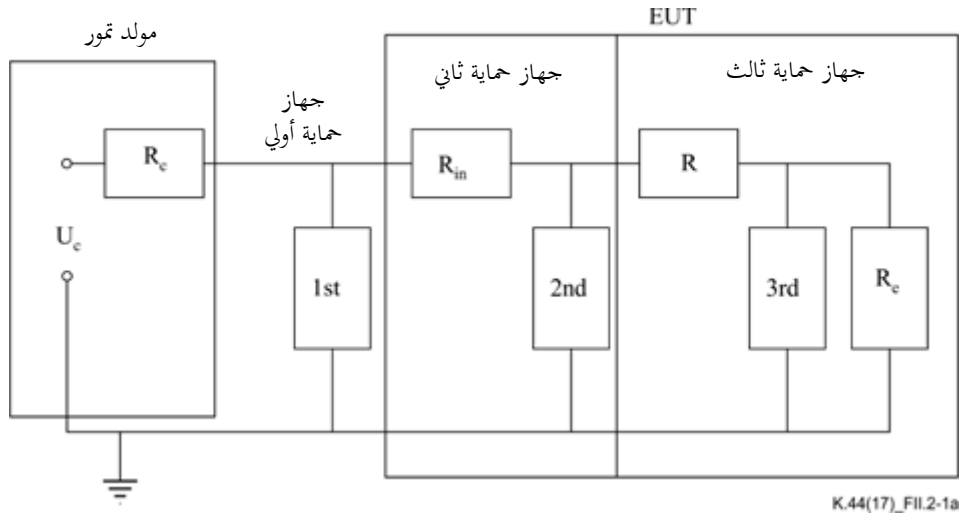 EUT
مولد تمور
جهاز حماية ثاني
جهاز حماية ثالث
جهاز
حماية أولي
Rc
Rin
R
Uc
1st
2nd
3rd
Re
K.44(17)_FII.2-1a